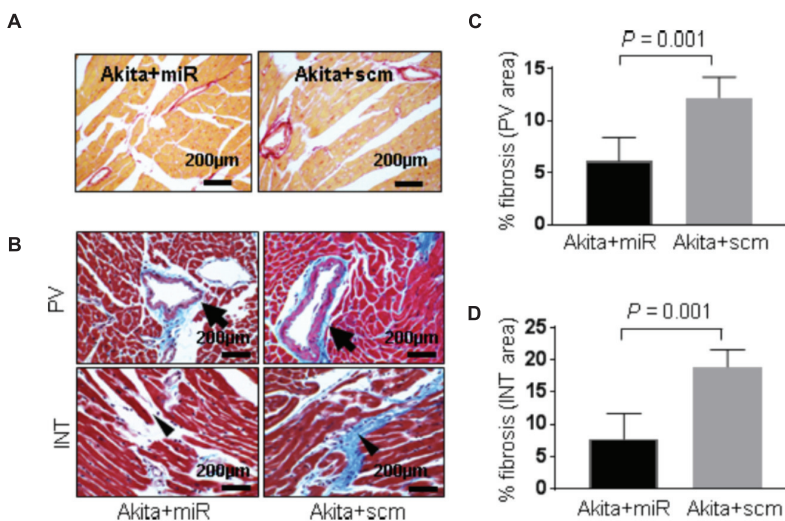 A
Akita+miR
Akita+scm
200µm
200µm
B
PV
200µm
200µm
INT
200µm
200µm
Akita+miR
Akita+scm
C
P = 0.001
% fibrosis (PV area)
15
10
5
0
Akita+miR
Akita+scm
D
P = 0.001
% fibrosis (INT area)
25
20
15
10
5
0
Akita+miR
Akita+scm